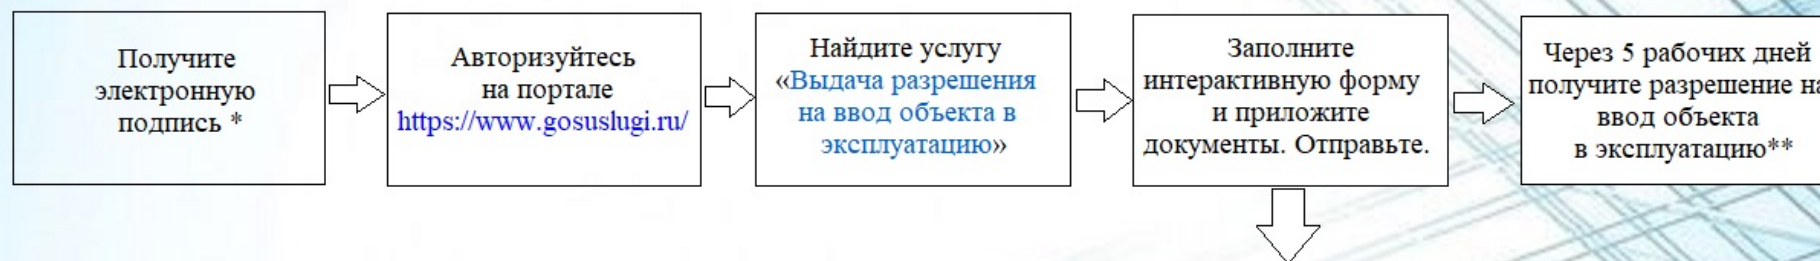 Получите
электронную
подпись *
Авторизуйтесь
на портале
https://www.gosuslugi.ru/
Найдите услугу
«Выдача разрешения
на ввод объекта в
эксплуатацию»
Заполните
интерактивную форму
и приложите
документы. Отправьте.
Через 5 рабочих дней
получите разрешение на
ввод объекта
в эксплуатацию**